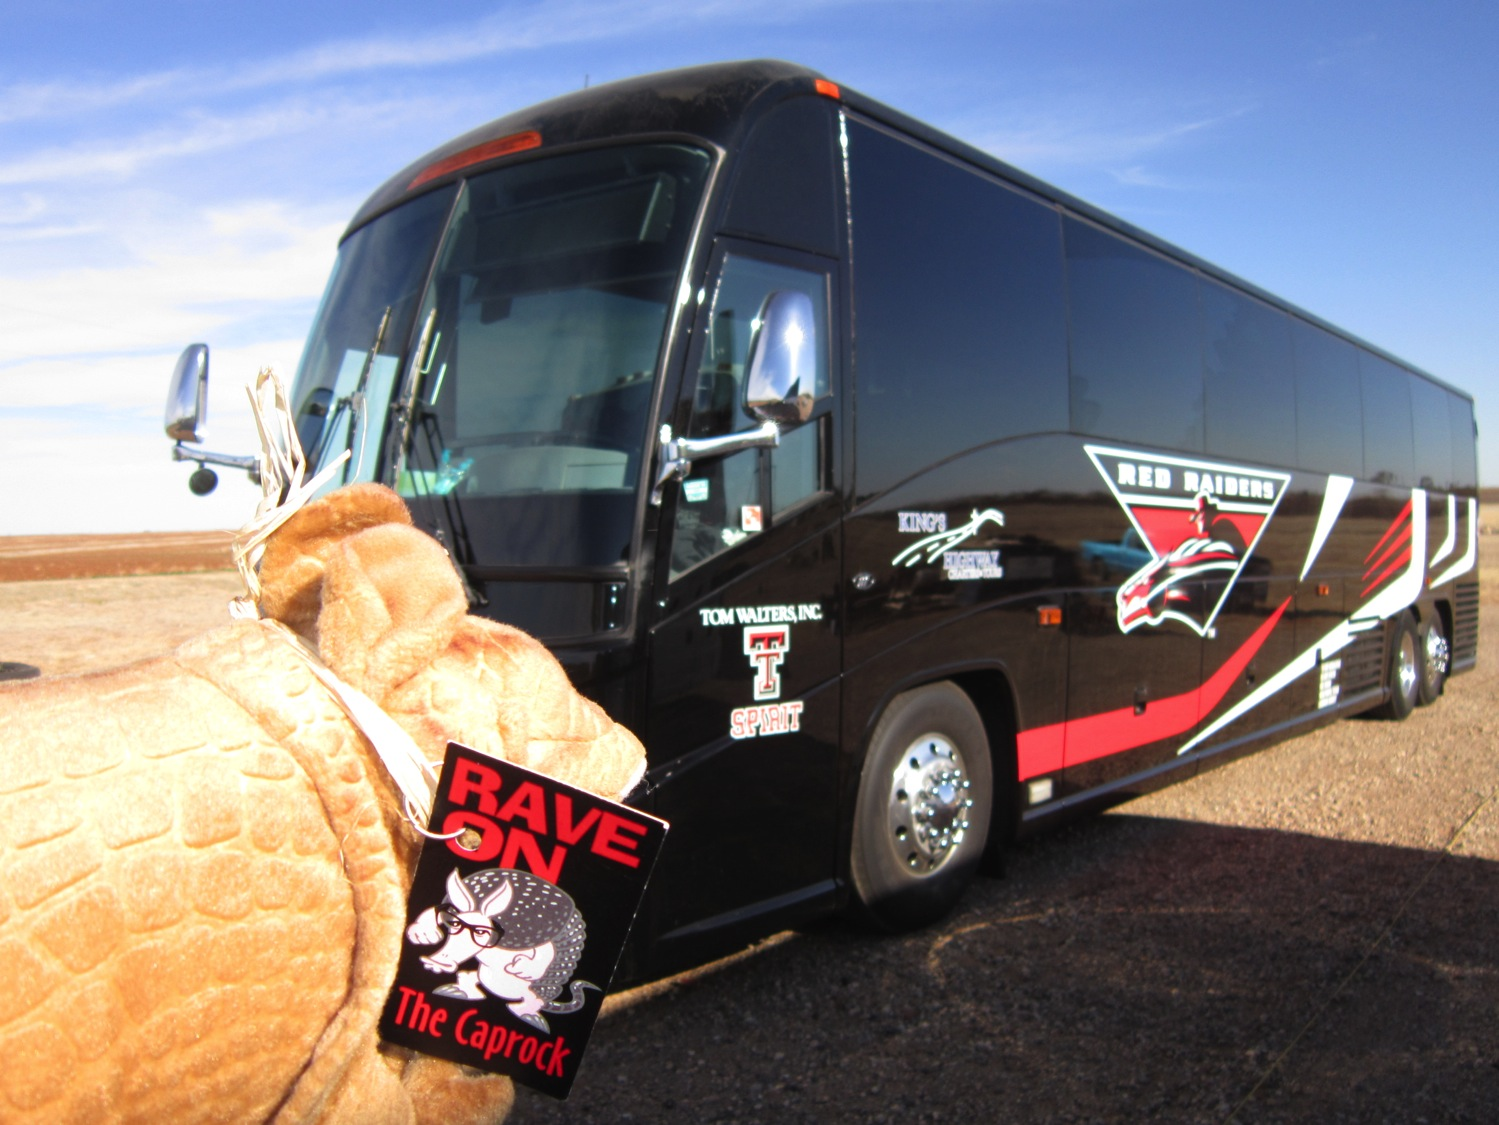 RED RAIDERS
KING'S
HIGHWAY
TOM WALTERS, INC.
T
SPIRIT
RAVE
ON
The Caprock